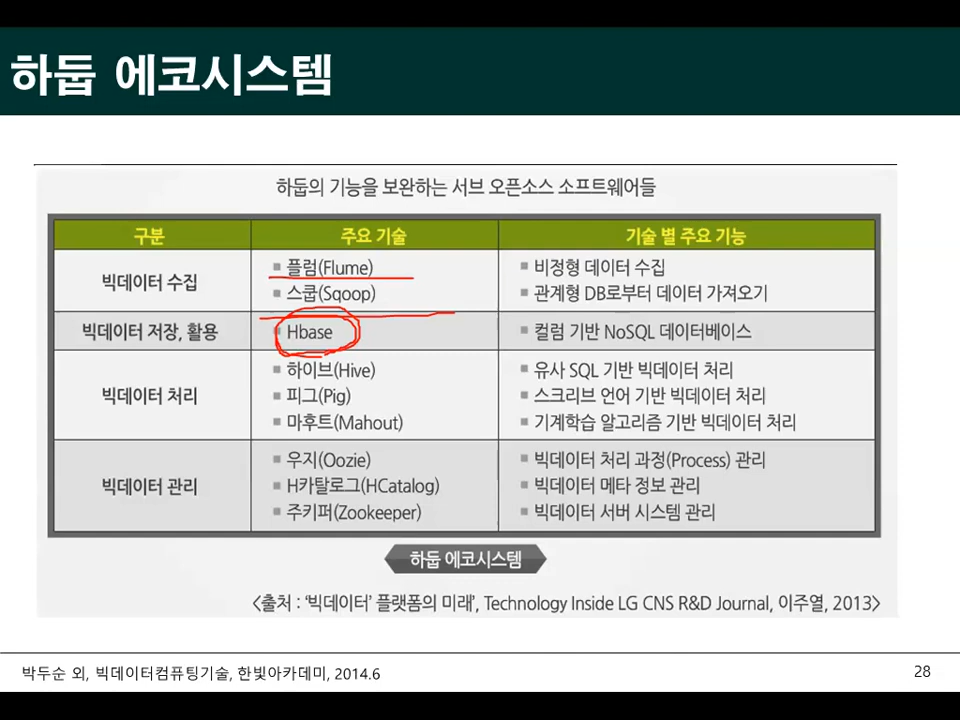 하둡 에코시스템
하둡의 기능을 보완하는 서브 오픈소스 소프트웨어들
구분 주요 기술 기술 별 주요 기능
빅데이터 수집
플럼(Flume) 비정형 데이터 수집
스쿱(Sqoop) 관계형 DB로부터 데이터 가져오기
빅데이터 저장, 활용 Hbase 컬럼 기반 NoSQL 데이터베이스
빅데이터 처리
하이브(Hive) 유사 SQL 기반 빅데이터 처리
피그(Pig) 스크리브 언어 기반 빅데이터 처리
마후트(Mahout) 기계학습 알고리즘 기반 빅데이터 처리
빅데이터 관리
우지(Oozie) 빅데이터 처리 과정(Process) 관리
H카탈로그(HCatalog) 빅데이터 메타 정보 관리
주키퍼(Zookeeper) 빅데이터 서버 시스템 관리
하둡 에코시스템
<출처 : '빅데이터' 플랫폼의 미래', Technology Inside LG CNS R&D Journal, 이주열, 2013>
박두순 외, 빅데이터컴퓨팅기술, 한빛아카데미, 2014.6
28